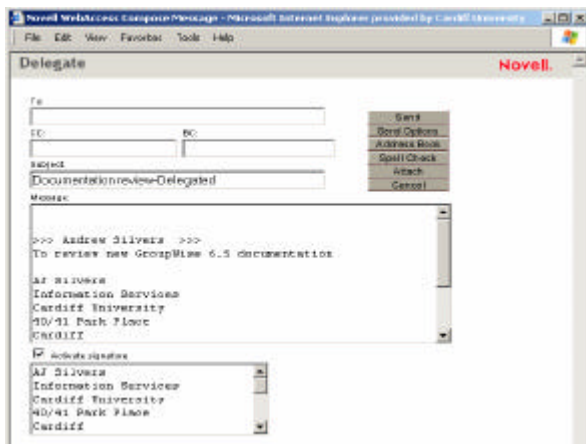 Novell WebAccess Compose Message - Microsoft Internet Explorer provided by Cardiff University
File Edit View Favorites Tools Help
Delegate
Novell.
To:
CC: BC:
Subject:
Documentation review-Delegated
Message:
>>> Andrew Silvers >>>
To review new GroupWise 6.5 documentation
AJ Silvers
Information Services
Cardiff University
40/41 Park Place
Cardiff
Send
Send Options
Address Book
Spell Check
Attach
Cancel
Activate signature
AJ Silvers
Information Services
Cardiff University
40/41 Park Place
Cardiff